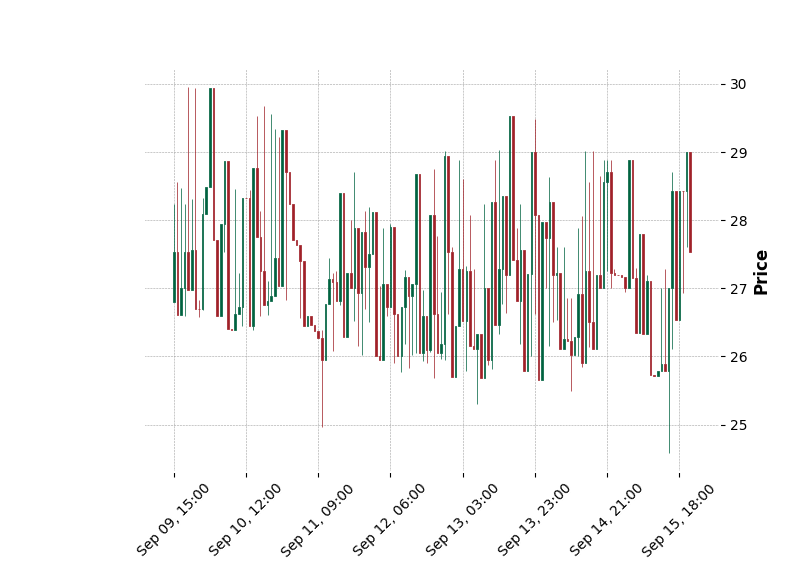 30
29
28
27
26
25
Price
Sep 09, 15:00
Sep 10, 12:00
Sep 11, 09:00
Sep 12, 06:00
Sep 13, 03:00
Sep 13, 23:00
Sep 14, 21:00
Sep 15, 18:00